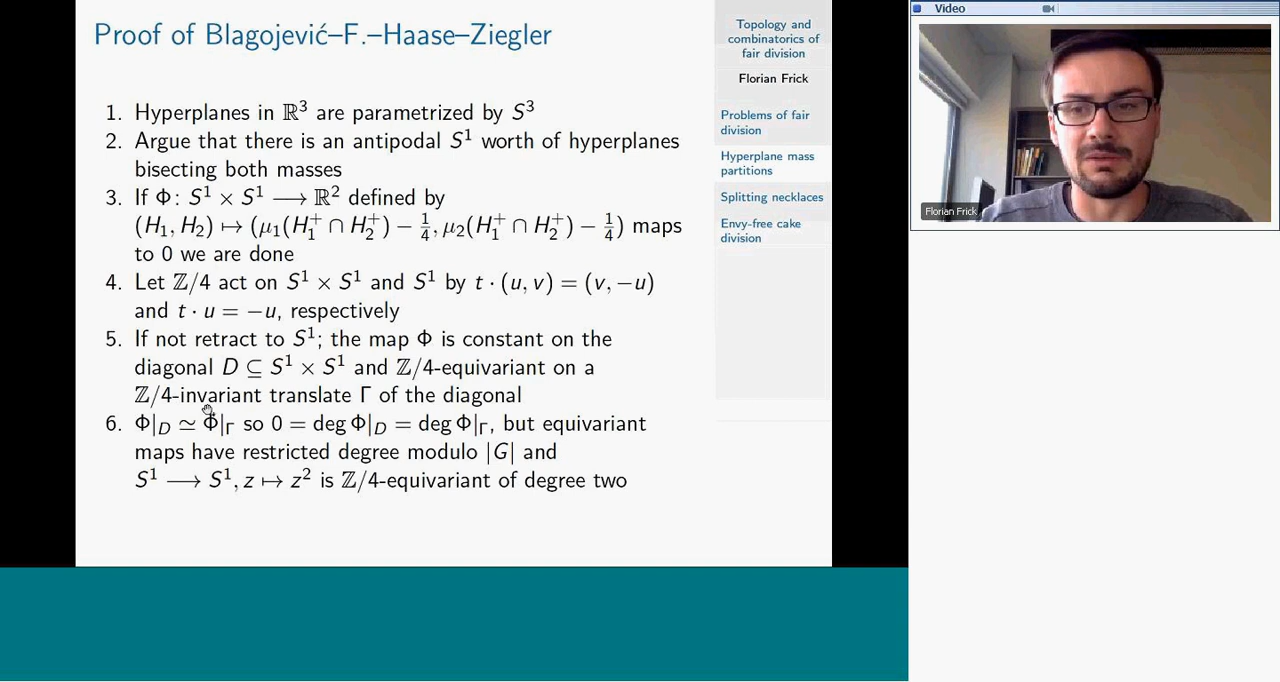 Proof of Blagojević–F.–Haase–Ziegler
1. Hyperplanes in ℝ³ are parametrized by S³
2. Argue that there is an antipodal S¹ worth of hyperplanes
bisecting both masses
3. If Φ: S¹ × S¹ ⟶ ℝ² defined by
(H₁, H₂) ↦ (μ₁(H₁⁺ ∩ H₂⁺) − ¼, μ₂(H₁⁺ ∩ H₂⁺) − ¼) maps
to 0 we are done
4. Let ℤ/4 act on S¹ × S¹ and S¹ by t · (u, v) = (v, −u)
and t · u = −u, respectively
5. If not retract to S¹; the map Φ is constant on the
diagonal D ⊆ S¹ × S¹ and ℤ/4-equivariant on a
ℤ/4-invariant translate Γ of the diagonal
6. Φ|_D ≃ Φ|_Γ so 0 = deg Φ|_D = deg Φ|_Γ, but equivariant
maps have restricted degree modulo |G| and
S¹ ⟶ S¹, z ↦ z² is ℤ/4-equivariant of degree two
Topology and
combinatorics of
fair division
Florian Frick
Problems of fair
division
Hyperplane mass
partitions
Splitting necklaces
Envy-free cake
division
Video
Florian Frick